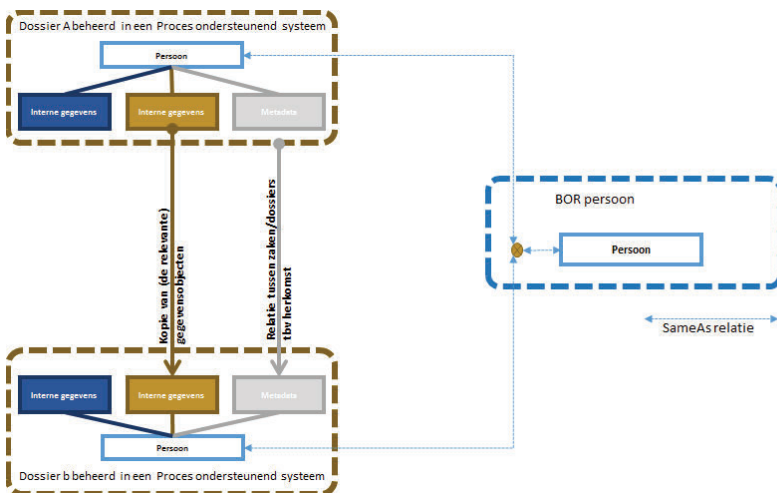 Dossier A beheerd in een Proces ondersteunend systeem
Persoon
Interne gegevens
Interne gegevens
Metadata
Kopie van (de relevante)
gegevensobjecten
Relatie tussen zaken/dossiers
tbv herkomst
BOR persoon
Persoon
SameAs relatie
Interne gegevens
Interne gegevens
Metadata
Persoon
Dossier b beheerd in een Proces ondersteunend systeem